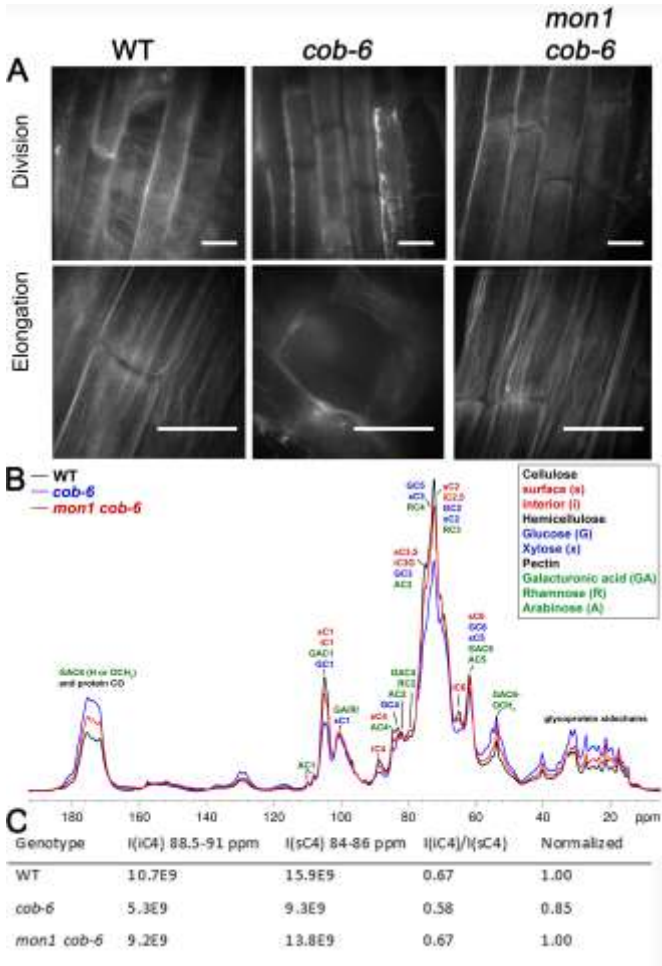 WT
cob-6
mon1
cob-6
A
Division
Elongation
B
WT
cob-6
mon1 cob-6
Cellulose
surface (s)
interior (i)
Hemicellulose
Glucose (G)
Xylose (x)
Pectin
Galacturonic acid (GA)
Rhamnose (R)
Arabinose (A)
GC5
xC3
RC4
sC2
iC2,5
GC2
xC2
RC3
sC3,5
iC3
GC3
AC3
sC1
iC1
GAC1
GC1
sC6
GC6
xC5
GAC6
AC5
GAC6 (H or OCH3)
and protein CO
GA/R/
xC1
GAC4
RC2
AC2
GC4
sC4
AC4
iC4
iC6
AC1
GAC6-
OCH3
glycoprotein sidechains
180 160 140 120 100 80 60 40 20 ppm
C
Genotype I(iC4) 88.5-91 ppm I(sC4) 84-86 ppm I(iC4)/I(sC4) Normalized
WT 10.7E9 15.9E9 0.67 1.00
cob-6 5.3E9 9.3E9 0.58 0.85
mon1 cob-6 9.2E9 13.8E9 0.67 1.00